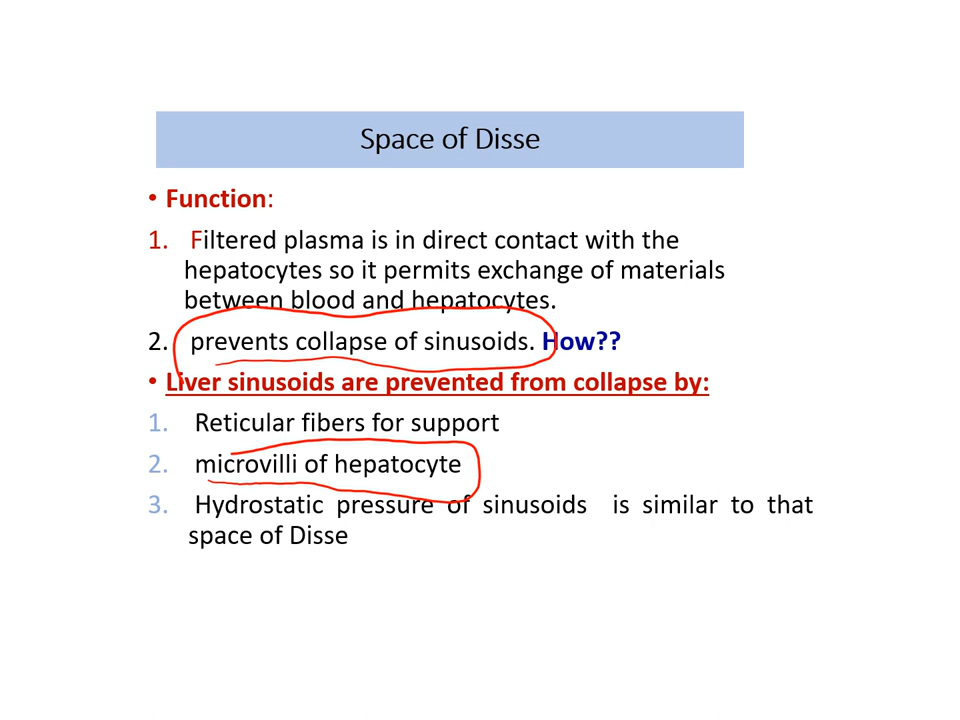 Space of Disse
• Function:
1. Filtered plasma is in direct contact with the
hepatocytes so it permits exchange of materials
between blood and hepatocytes.
2. prevents collapse of sinusoids. How??
• Liver sinusoids are prevented from collapse by:
1. Reticular fibers for support
2. microvilli of hepatocyte
3. Hydrostatic pressure of sinusoids is similar to that
space of Disse